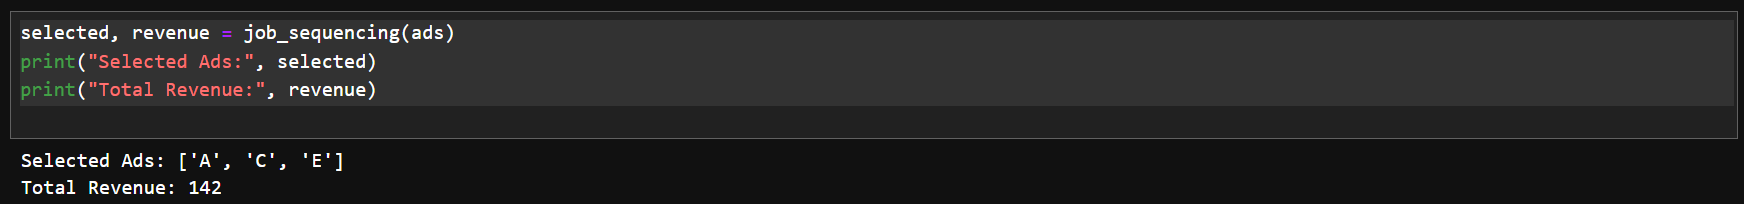 selected, revenue = job_sequencing(ads)
print("Selected Ads:", selected)
print("Total Revenue:", revenue)
Selected Ads: ['A', 'C', 'E']
Total Revenue: 142